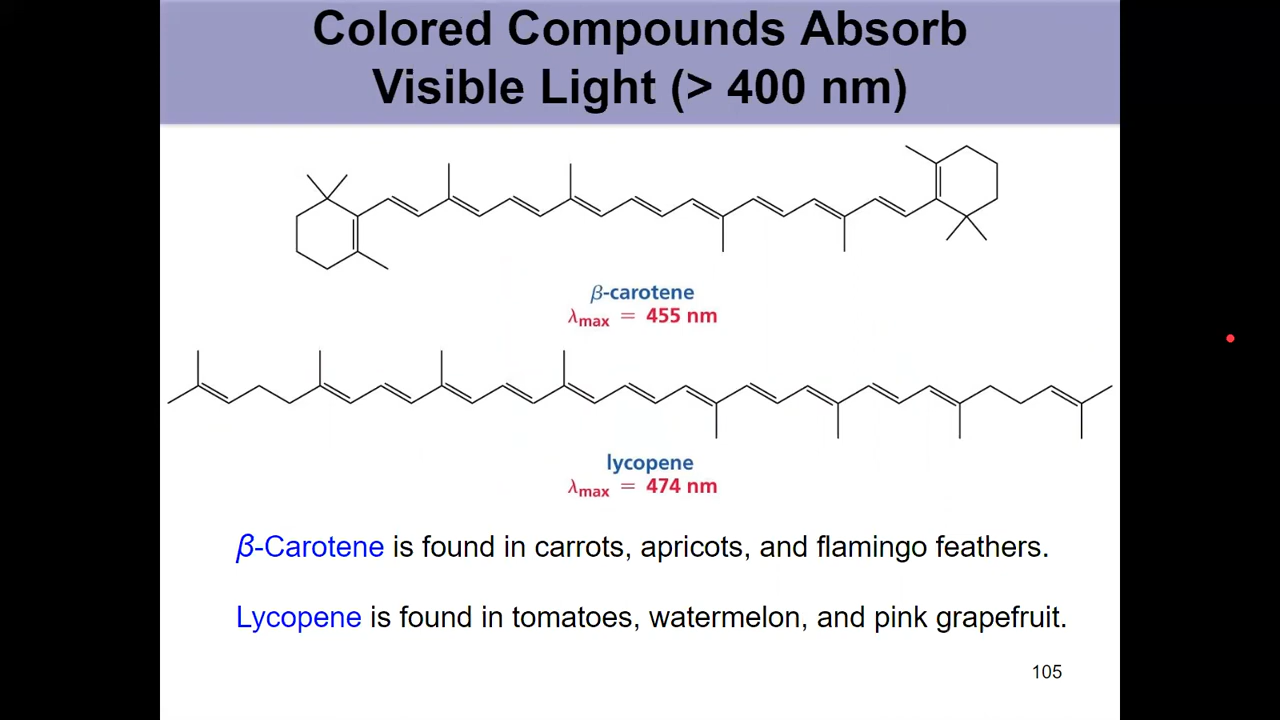 Colored Compounds Absorb
Visible Light (> 400 nm)
β-carotene
λmax = 455 nm
lycopene
λmax = 474 nm
β-Carotene is found in carrots, apricots, and flamingo feathers.
Lycopene is found in tomatoes, watermelon, and pink grapefruit.
105